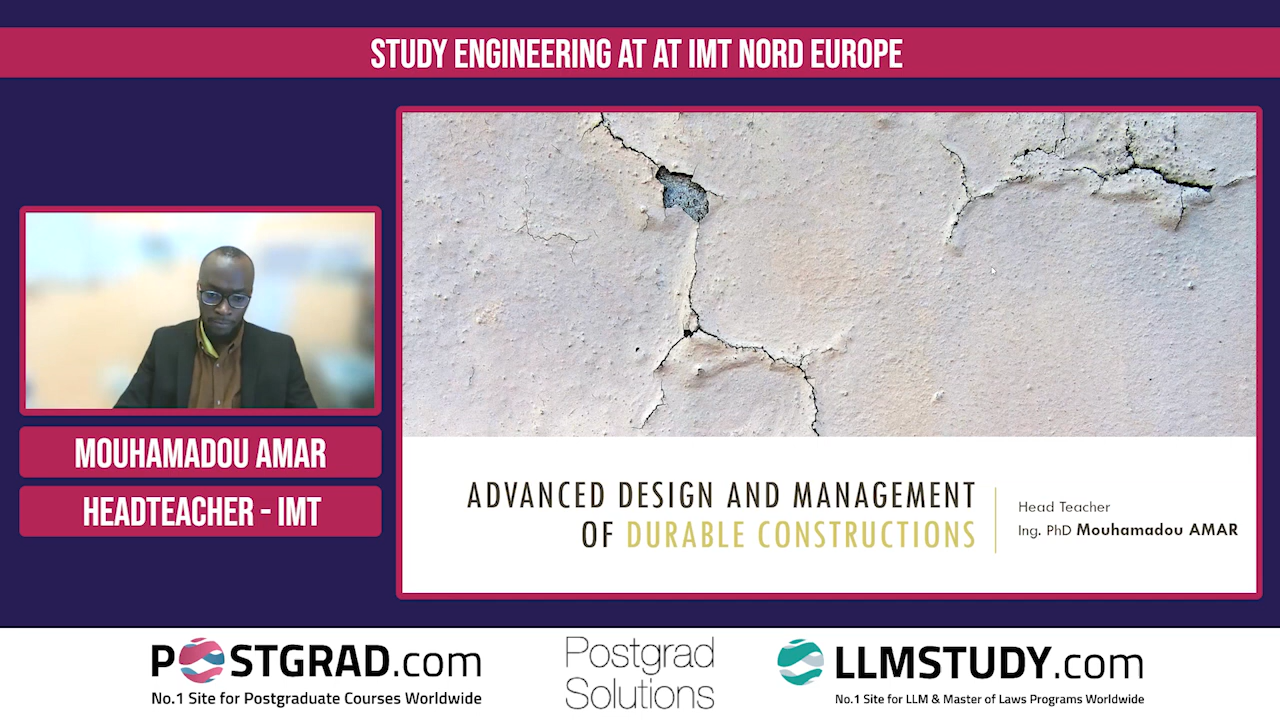 STUDY ENGINEERING AT AT IMT NORD EUROPE
MOUHAMADOU AMAR
HEADTEACHER - IMT
ADVANCED DESIGN AND MANAGEMENT
OF DURABLE CONSTRUCTIONS
Head Teacher
Ing. PhD Mouhamadou AMAR
POSTGRAD.com
No.1 Site for Postgraduate Courses Worldwide
Postgrad
Solutions
LLMSTUDY.com
No.1 Site for LLM & Master of Laws Programs Worldwide